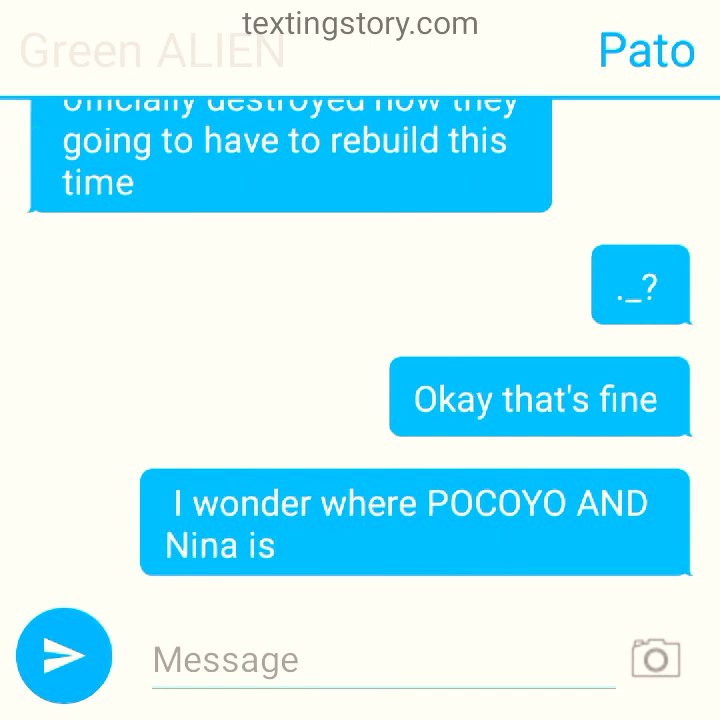 textingstory.com
Green ALIEN
Pato
officially destroyed now they
going to have to rebuild this
time
._?
Okay that's fine
I wonder where POCOYO AND
Nina is
Message